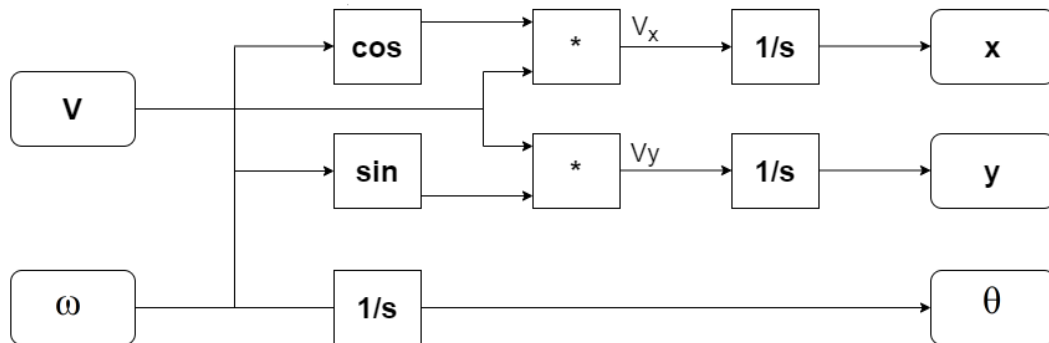 cos
*
Vx
1/s
x
V
sin
*
Vy
1/s
y
ω
1/s
θ